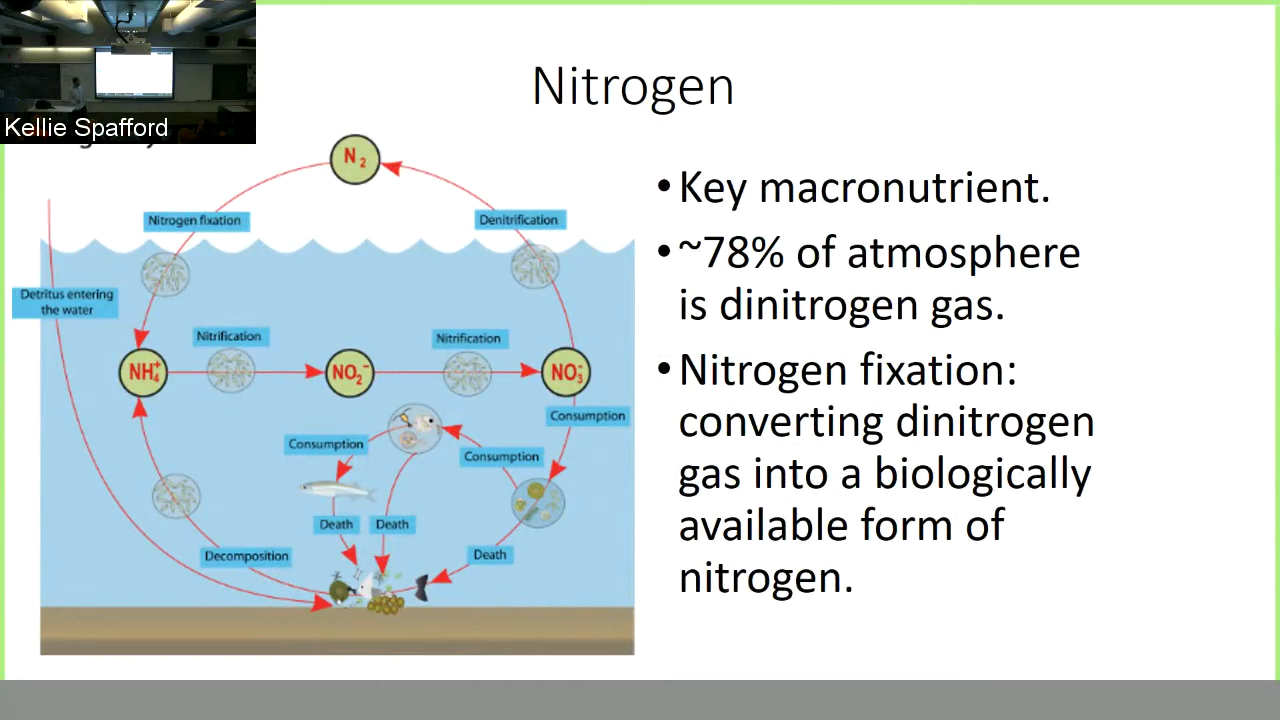 Kellie Spafford
Nitrogen
N2
Nitrogen fixation
Denitrification
Detritus entering
the water
Nitrification
Nitrification
NH4+
NO2-
NO3-
Consumption
Consumption
Consumption
Death
Death
Death
Decomposition
•Key macronutrient.
•~78% of atmosphere
is dinitrogen gas.
•Nitrogen fixation:
converting dinitrogen
gas into a biologically
available form of
nitrogen.